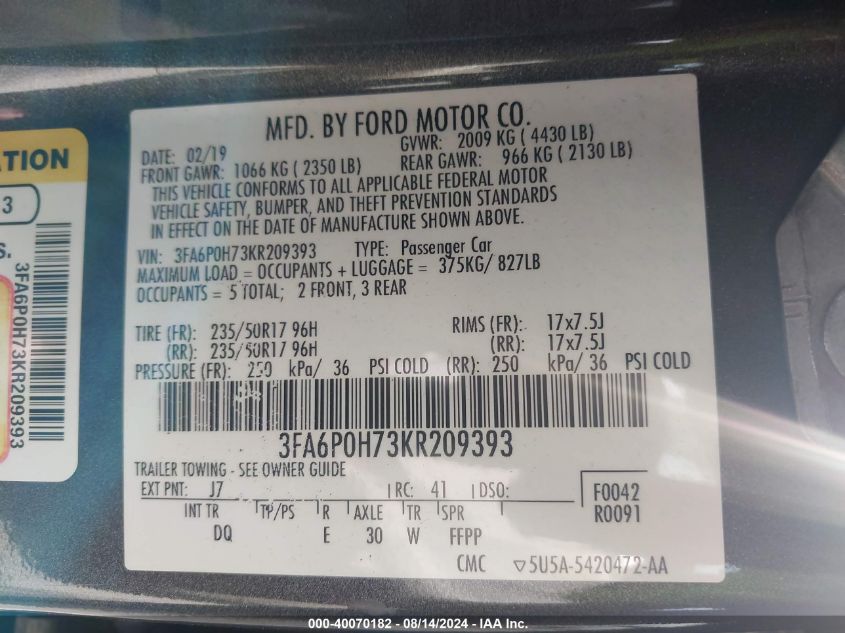 MFD. BY FORD MOTOR CO.
DATE: 02/19 GVWR: 2009 KG ( 4430 LB)
FRONT GAWR: 1066 KG ( 2350 LB) REAR GAWR: 966 KG ( 2130 LB)
THIS VEHICLE CONFORMS TO ALL APPLICABLE FEDERAL MOTOR
VEHICLE SAFETY, BUMPER, AND THEFT PREVENTION STANDARDS
IN EFFECT ON THE DATE OF MANUFACTURE SHOWN ABOVE.
VIN: 3FA6P0H73KR209393 TYPE: Passenger Car
MAXIMUM LOAD = OCCUPANTS + LUGGAGE = 375KG/ 827LB
OCCUPANTS = 5 TOTAL; 2 FRONT, 3 REAR
TIRE (FR): 235/50R17 96H RIMS (FR): 17x7.5J
(RR): 235/50R17 96H (RR): 17x7.5J
PRESSURE (FR): 250 kPa/ 36 PSI COLD (RR): 250 kPa/ 36 PSI COLD
3FA6P0H73KR209393
TRAILER TOWING - SEE OWNER GUIDE
EXT PNT: J7 RC: 41 DSO: F0042
INT TR TP/PS R AXLE TR SPR R0091
DQ E 30 W FFPP
CMC ▽5U5A-5420472-AA
ATION
3
S.
3FA6P0H73KR209393
000-40070182 - 08/14/2024 - IAA Inc.